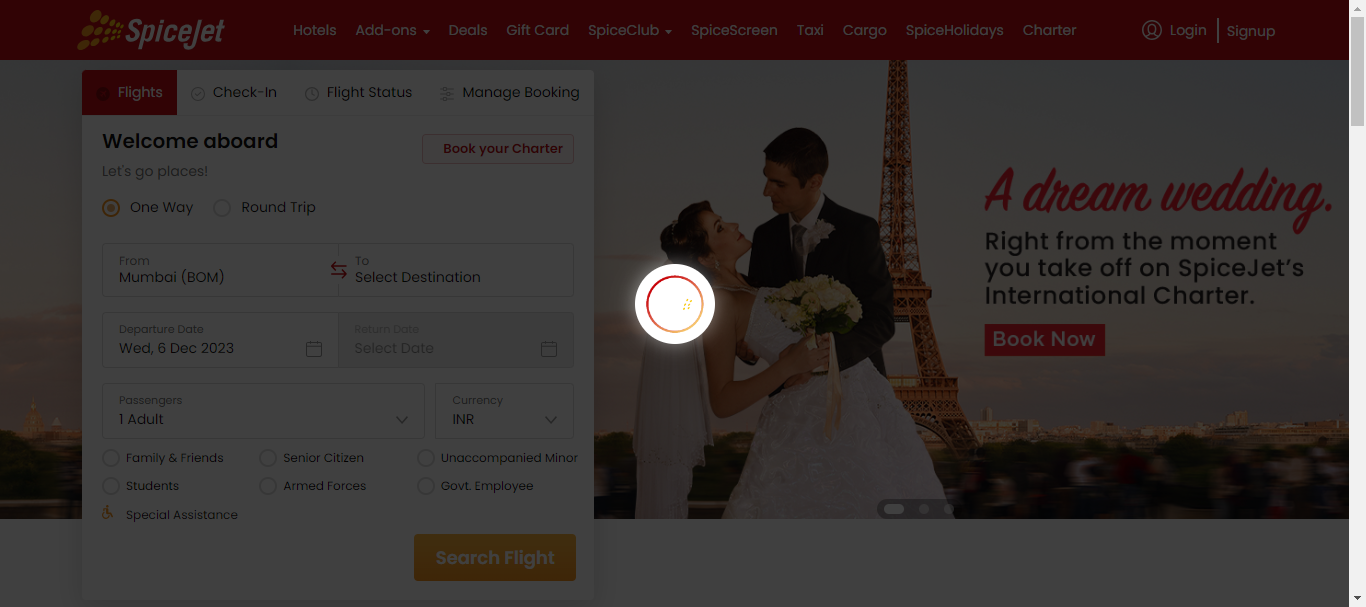 SpiceJet
Hotels Add-ons Deals Gift Card SpiceClub SpiceScreen Taxi Cargo SpiceHolidays Charter Login Signup
Flights Check-In Flight Status Manage Booking
Welcome aboard
Book your Charter
Let's go places!
One Way Round Trip
From
Mumbai (BOM)
To
Select Destination
Departure Date
Wed, 6 Dec 2023
Return Date
Select Date
Passengers
1 Adult
Currency
INR
Family & Friends Senior Citizen Unaccompanied Minor
Students Armed Forces Govt. Employee
Special Assistance
Search Flight
A dream wedding.
Right from the moment
you take off on SpiceJet's
International Charter.
Book Now